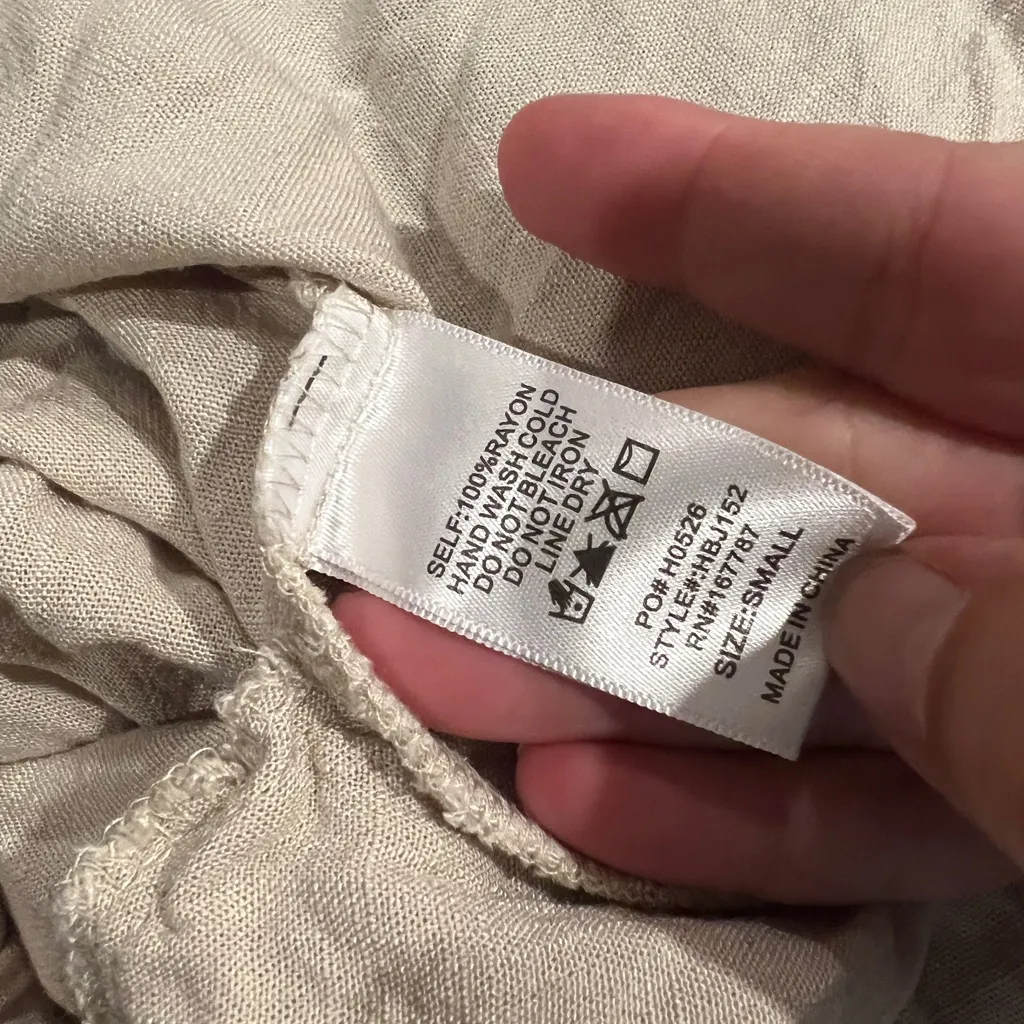 SELF:100%RAYON
HAND WASH COLD
DO NOT BLEACH
DO NOT IRON
LINE DRY
PO# H0526
STYLE#:HBJ152
RN#167787
SIZE:SMALL
MADE IN CHINA